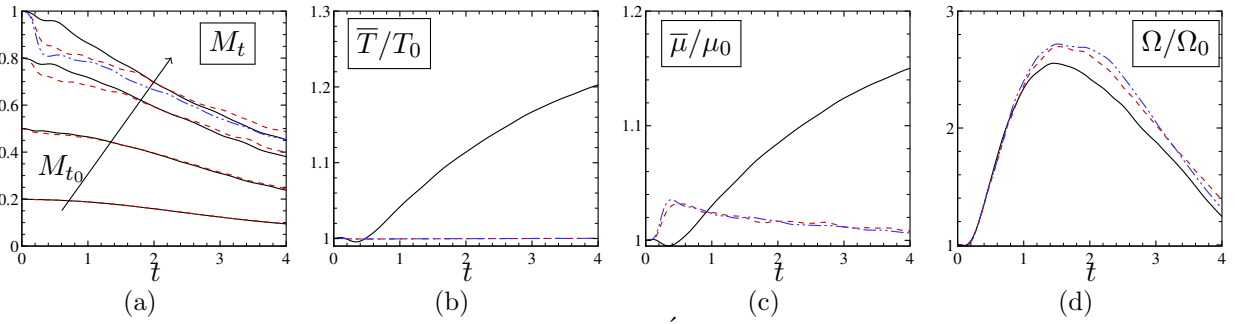 1
0.8
0.6
0.4
0.2
0
0 1 2 3 4
M_t
M_{t_0}
t
(a)
1.3
1.2
1.1
1
0 1 2 3 4
\overline{T}/T_0
t
(b)
1.2
1.1
1
0 1 2 3 4
\overline{μ}/μ_0
t
(c)
3
2
1
0 1 2 3 4
Ω/Ω_0
t
(d)